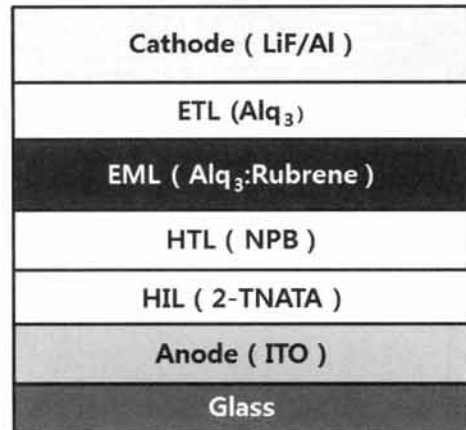 Cathode ( LiF/Al )
ETL (Alq₃)
EML ( Alq₃:Rubrene )
HTL ( NPB )
HIL ( 2-TNATA )
Anode ( ITO )
Glass